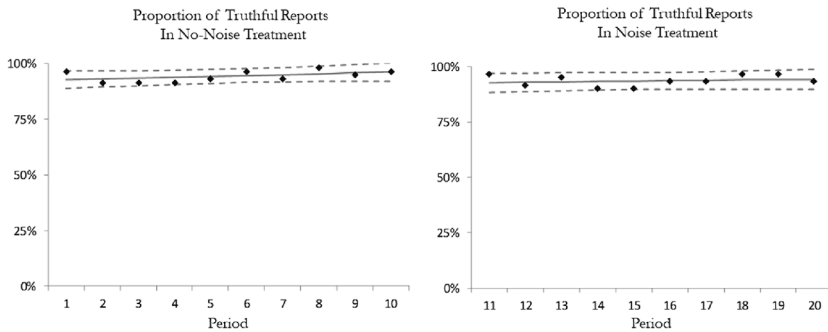 Proportion of Truthful Reports
In No-Noise Treatment
100%
75%
50%
25%
0%
1 2 3 4 5 6 7 8 9 10
Period
Proportion of Truthful Reports
In Noise Treatment
100%
75%
50%
25%
0%
11 12 13 14 15 16 17 18 19 20
Period